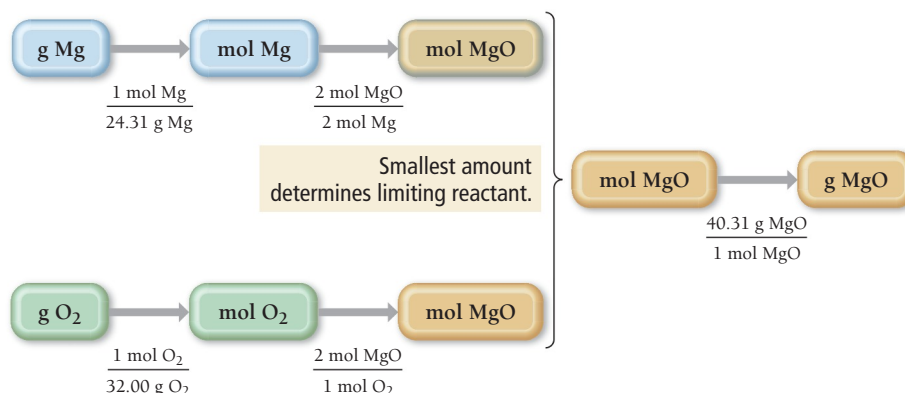 g Mg
mol Mg
mol MgO
1 mol Mg
24.31 g Mg
2 mol MgO
2 mol Mg
Smallest amount
determines limiting reactant.
mol MgO
g MgO
40.31 g MgO
1 mol MgO
g O₂
mol O₂
mol MgO
1 mol O₂
32.00 g O₂
2 mol MgO
1 mol O₂